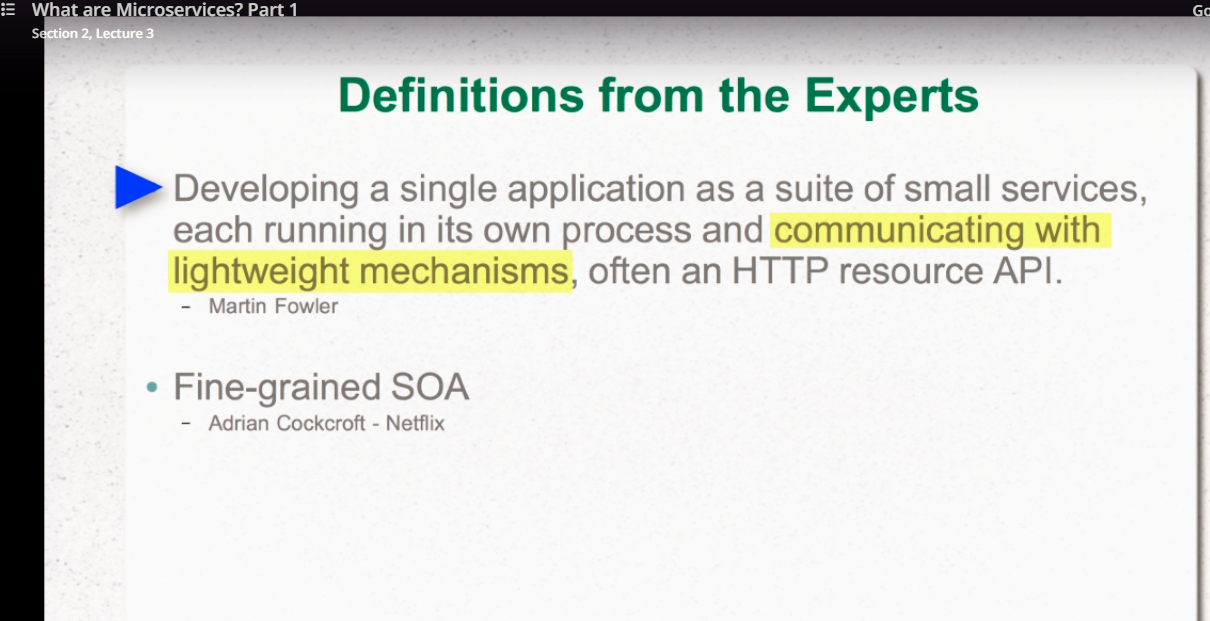 What are Microservices? Part 1
Go
Section 2, Lecture 3
Definitions from the Experts
Developing a single application as a suite of small services,
each running in its own process and communicating with
lightweight mechanisms, often an HTTP resource API.
– Martin Fowler
• Fine-grained SOA
– Adrian Cockcroft - Netflix